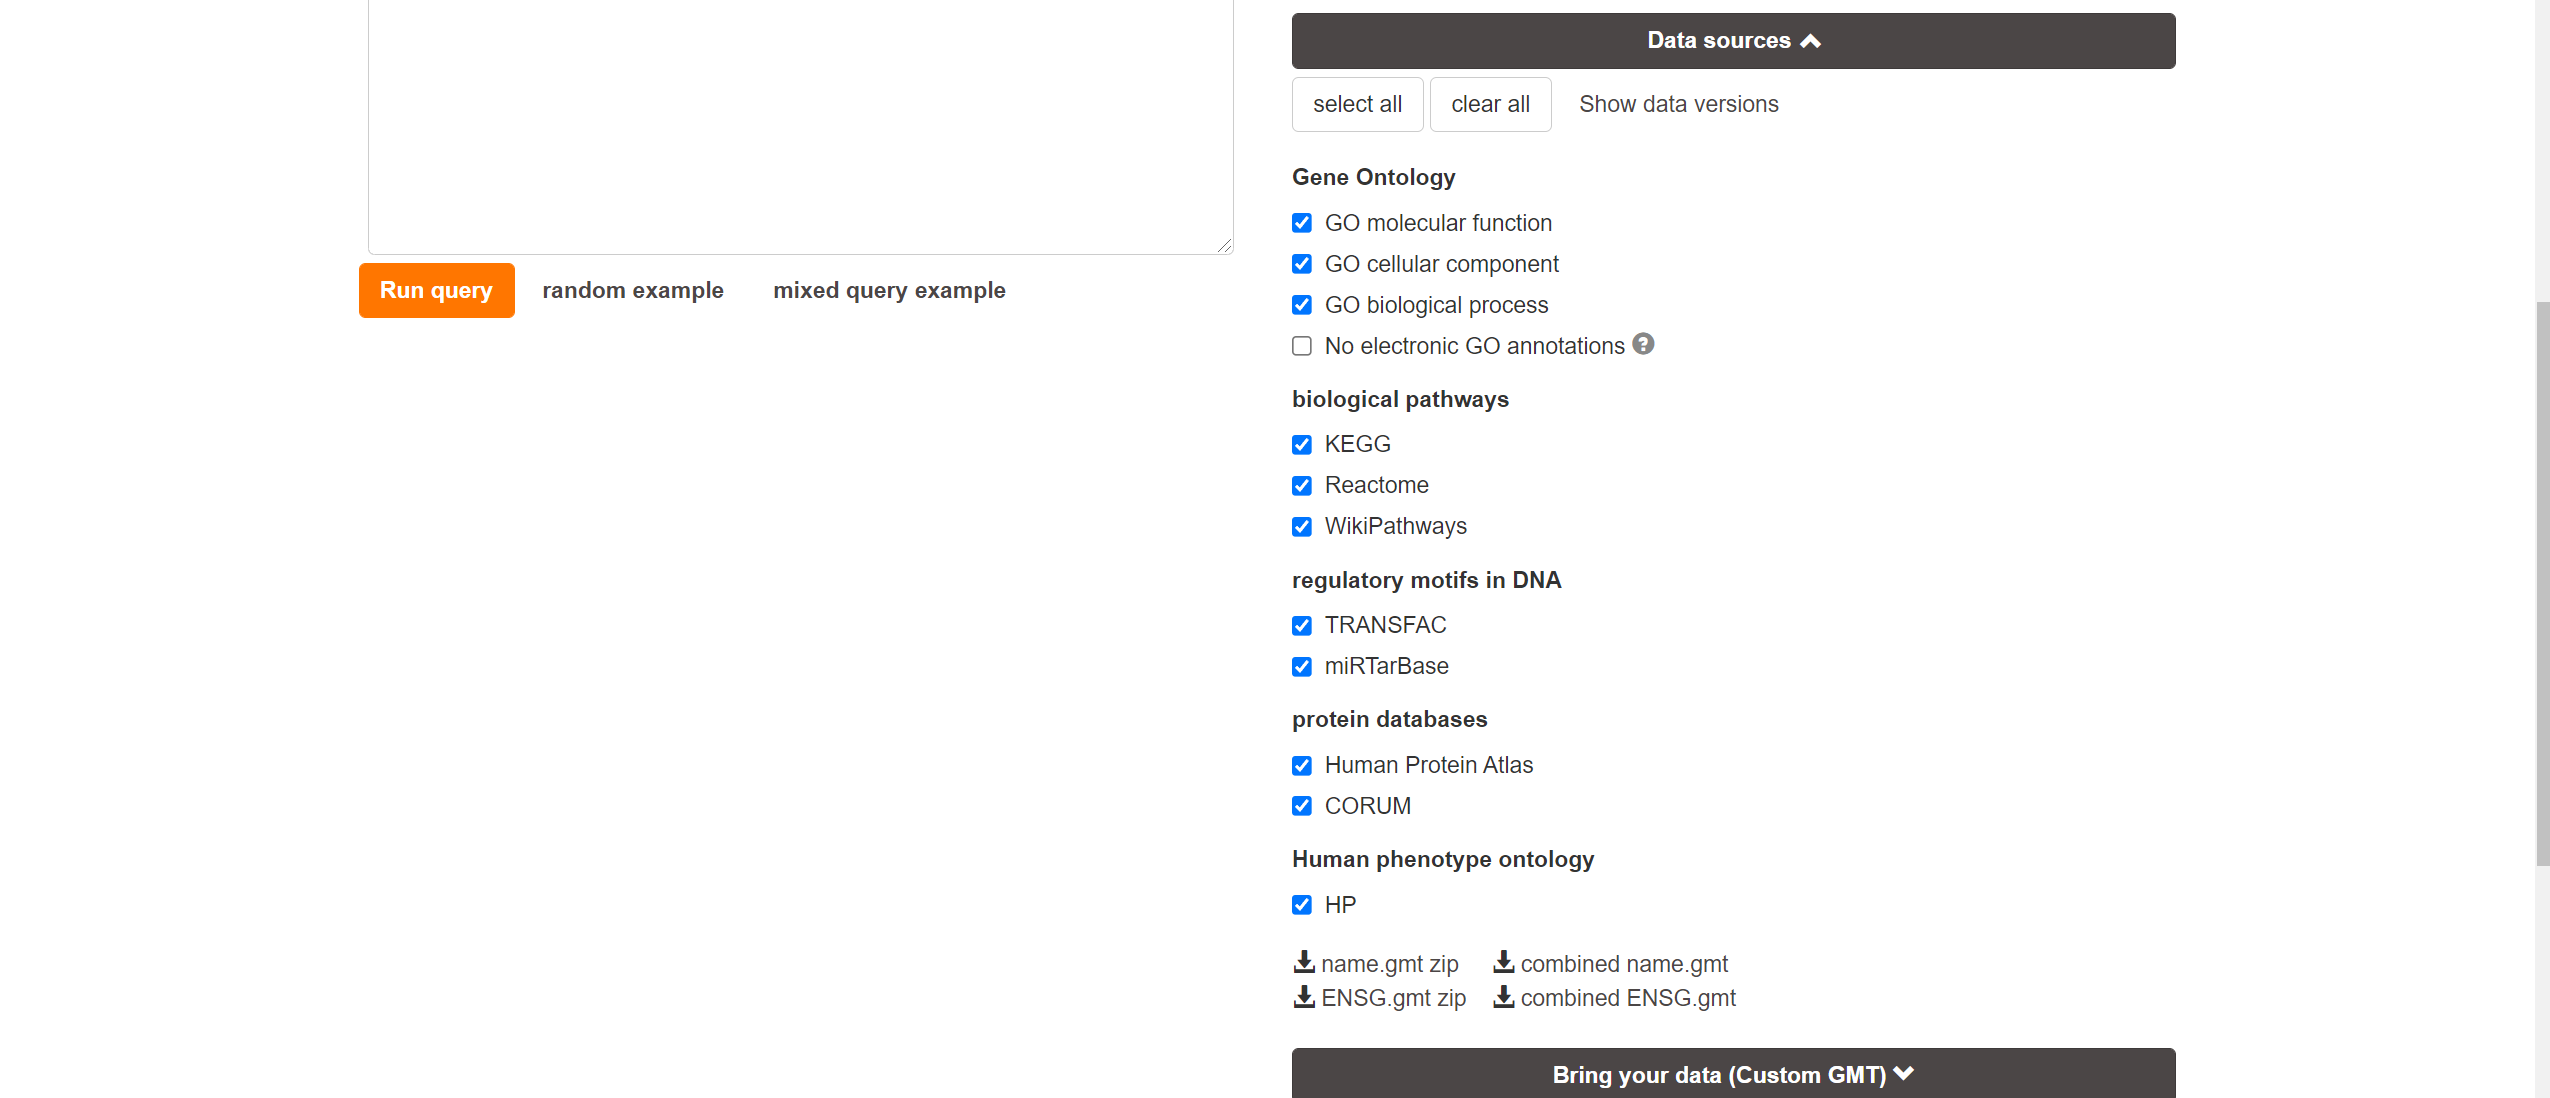 Run query random example mixed query example
Data sources
select all clear all Show data versions
Gene Ontology
GO molecular function
GO cellular component
GO biological process
No electronic GO annotations ?
biological pathways
KEGG
Reactome
WikiPathways
regulatory motifs in DNA
TRANSFAC
miRTarBase
protein databases
Human Protein Atlas
CORUM
Human phenotype ontology
HP
name.gmt zip combined name.gmt
ENSG.gmt zip combined ENSG.gmt
Bring your data (Custom GMT)